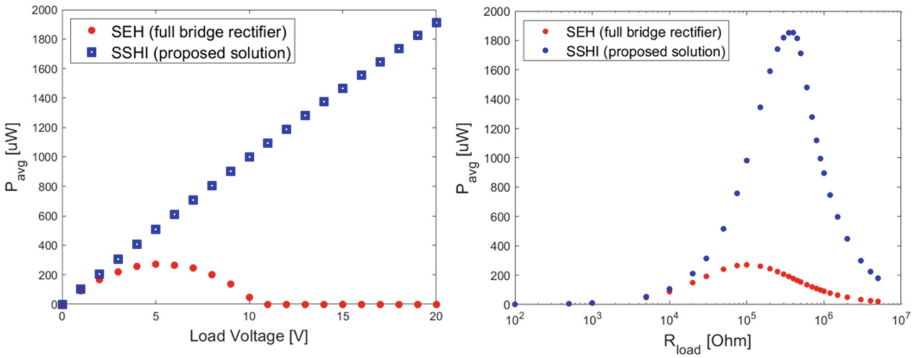 SEH (full bridge rectifier)
SSHI (proposed solution)
P_avg [uW]
2000
1800
1600
1400
1200
1000
800
600
400
200
0
0 5 10 15 20
Load Voltage [V]
SEH (full bridge rectifier)
SSHI (proposed solution)
P_avg [uW]
2000
1800
1600
1400
1200
1000
800
600
400
200
0
10^2 10^3 10^4 10^5 10^6 10^7
R_load [Ohm]